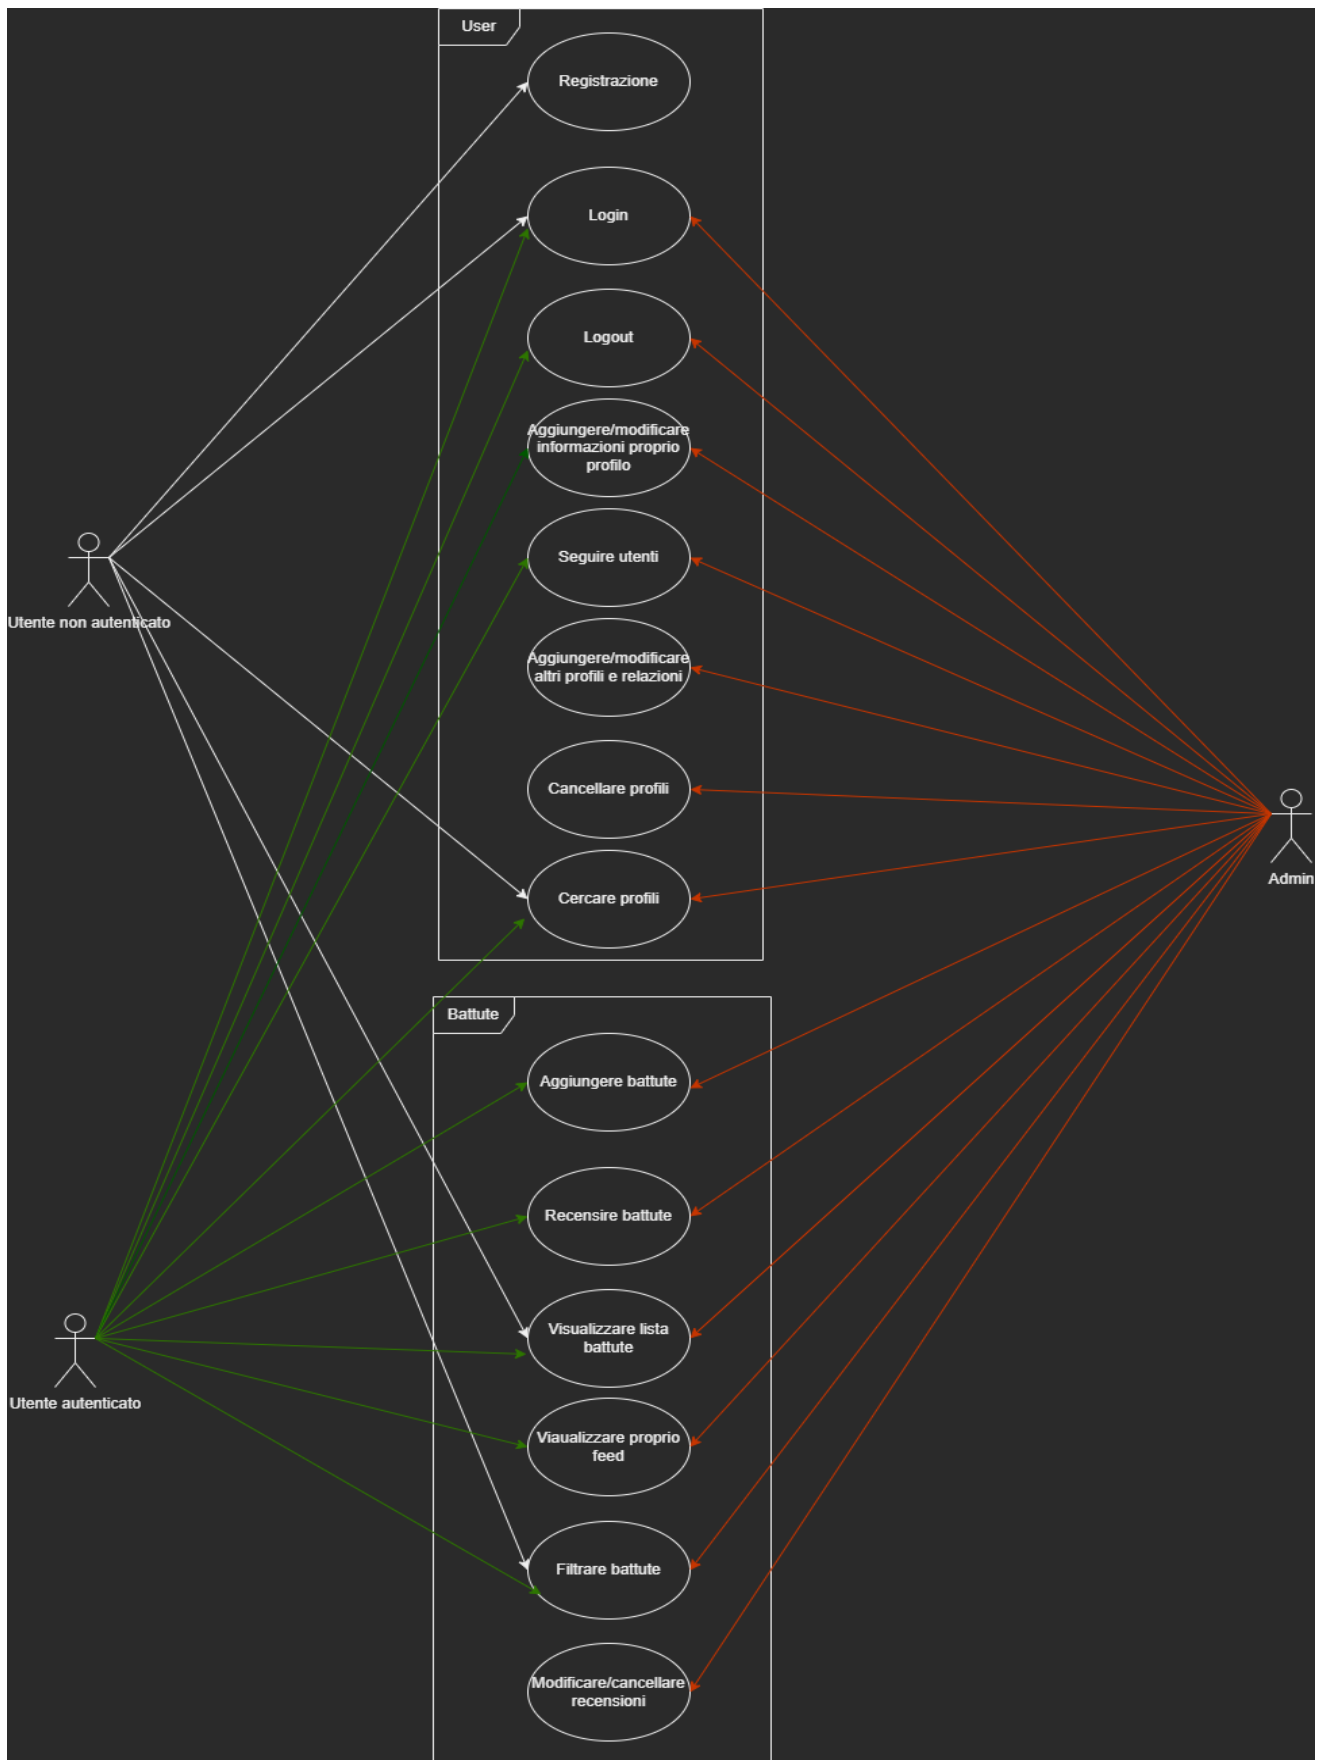 User
Registrazione
Login
Logout
Aggiungere/modificare
informazioni proprio
profilo
Seguire utenti
Utente non autenticato
Aggiungere/modificare
altri profili e relazioni
Cancellare profili
Admin
Cercare profili
Battute
Aggiungere battute
Recensire battute
Visualizzare lista
battute
Utente autenticato
Viaualizzare proprio
feed
Filtrare battute
Modificare/cancellare
recensioni